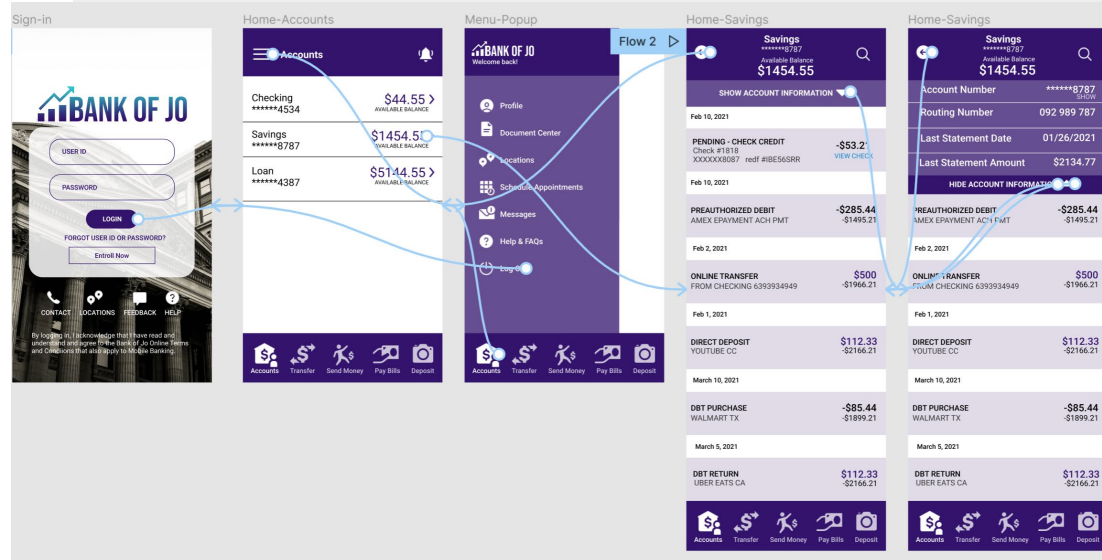 Sign-in
BANK OF JO
USER ID
PASSWORD
LOGIN
FORGOT USER ID OR PASSWORD?
Entroll Now
CONTACT LOCATIONS FEEDBACK HELP
By logging in, I acknowledge that I have read and
understand and agree to the Bank of Jo Online Terms
and Condiions that also apply to Mobile Banking.
Home-Accounts
Accounts
Checking $44.55 >
******4534 AVAILABLE BALANCE
Savings $1454.55
******8787 AVAILABLE BALANCE
Loan $5144.55 >
******4387 AVAILABLE BALANCE
Accounts Transfer Send Money Pay Bills Deposit
Menu-Popup
Flow 2
BANK OF JO
Welcome back!
Profile
Document Center
Locations
Schedule Appointments
Messages
Help & FAQs
Accounts Transfer Send Money Pay Bills Deposit
Home-Savings
Savings
*******8787
Available Balance
$1454.55
SHOW ACCOUNT INFORMATION
Feb 10, 2021
PENDING - CHECK CREDIT -$53.2
Check #1818 VIEW CHECK
XXXXXX8087 redf #IBE56SRR
Feb 10, 2021
PREAUTHORIZED DEBIT -$285.44
AMEX EPAYMENT ACH PMT -$1495.21
Feb 2, 2021
ONLINE TRANSFER $500
FROM CHECKING 6393934949 -$1966.21
Feb 1, 2021
DIRECT DEPOSIT $112.33
YOUTUBE CC -$2166.21
March 10, 2021
DBT PURCHASE -$85.44
WALMART TX -$1899.21
March 5, 2021
DBT RETURN $112.33
UBER EATS CA -$2166.21
Accounts Transfer Send Money Pay Bills Deposit
Home-Savings
Savings
*******8787
Available Balance
$1454.55
Account Number ******8787
SHOW
Routing Number 092 989 787
Last Statement Date 01/26/2021
Last Statement Amount $2134.77
HIDE ACCOUNT INFORMATION
PREAUTHORIZED DEBIT -$285.44
AMEX EPAYMENT ACH PMT -$1495.21
Feb 2, 2021
ONLINE TRANSFER $500
FROM CHECKING 6393934949 -$1966.21
Feb 1, 2021
DIRECT DEPOSIT $112.33
YOUTUBE CC -$2166.21
March 10, 2021
DBT PURCHASE -$85.44
WALMART TX -$1899.21
March 5, 2021
DBT RETURN $112.33
UBER EATS CA -$2166.21
Accounts Transfer Send Money Pay Bills Deposit